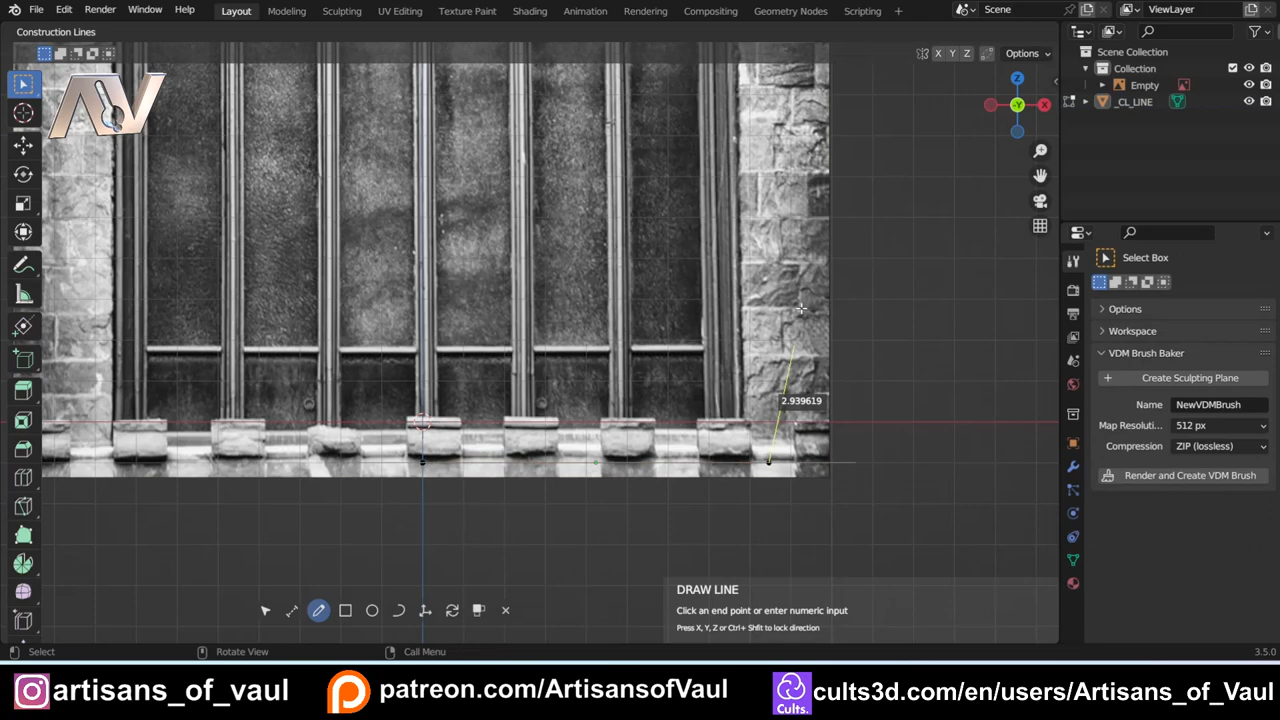 File Edit Render Window Help Layout Modeling Sculpting UV Editing Texture Paint Shading Animation Rendering Compositing Geometry Nodes Scripting + Scene ViewLayer
Construction Lines
X Y Z Options
AV
Z
-Y X
Scene Collection
Collection
Empty
_CL_LINE
Select Box
Options
Workspace
VDM Brush Baker
+ Create Sculpting Plane
Name NewVDMBrush
Map Resoluti... 512 px
Compression ZIP (lossless)
Render and Create VDM Brush
2.939619
DRAW LINE
Click an end point or enter numeric input
Press X, Y, Z or Ctrl+ Shfit to lock direction
Select Rotate View Call Menu 3.5.0
artisans_of_vaul patreon.com/ArtisansofVaul Cults. cults3d.com/en/users/Artisans_of_Vaul